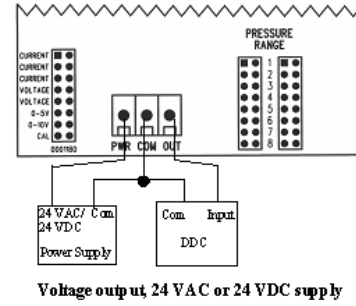 PRESSURE
RANGE
CURRENT
CURRENT
CURRENT
VOLTAGE
VOLTAGE
0-5V
0-10V
CAL
0001180
1
2
3
4
5
6
7
8
PWR COM OUT
24 VAC/ Com
24 VDC
Power Supply
Com Input
DDC
Voltage output, 24 VAC or 24 VDC supply